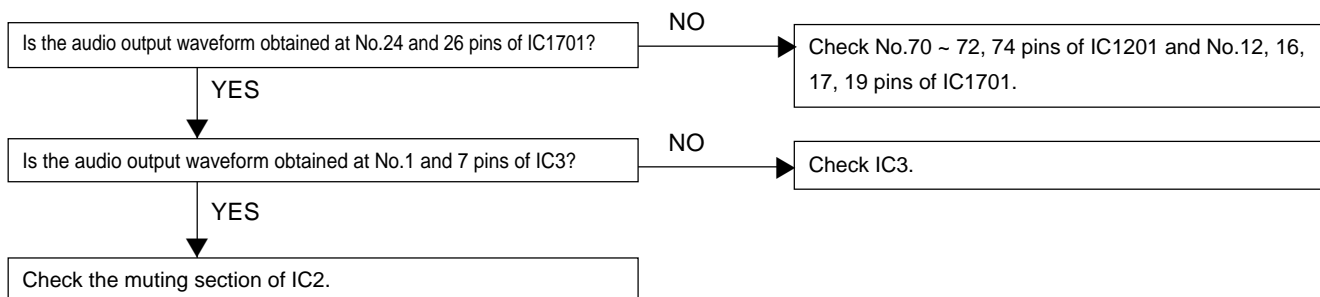 Is the audio output waveform obtained at No.24 and 26 pins of IC1701?
NO
Check No.70 ~ 72, 74 pins of IC1201 and No.12, 16,
17, 19 pins of IC1701.
YES
Is the audio output waveform obtained at No.1 and 7 pins of IC3?
NO
Check IC3.
YES
Check the muting section of IC2.